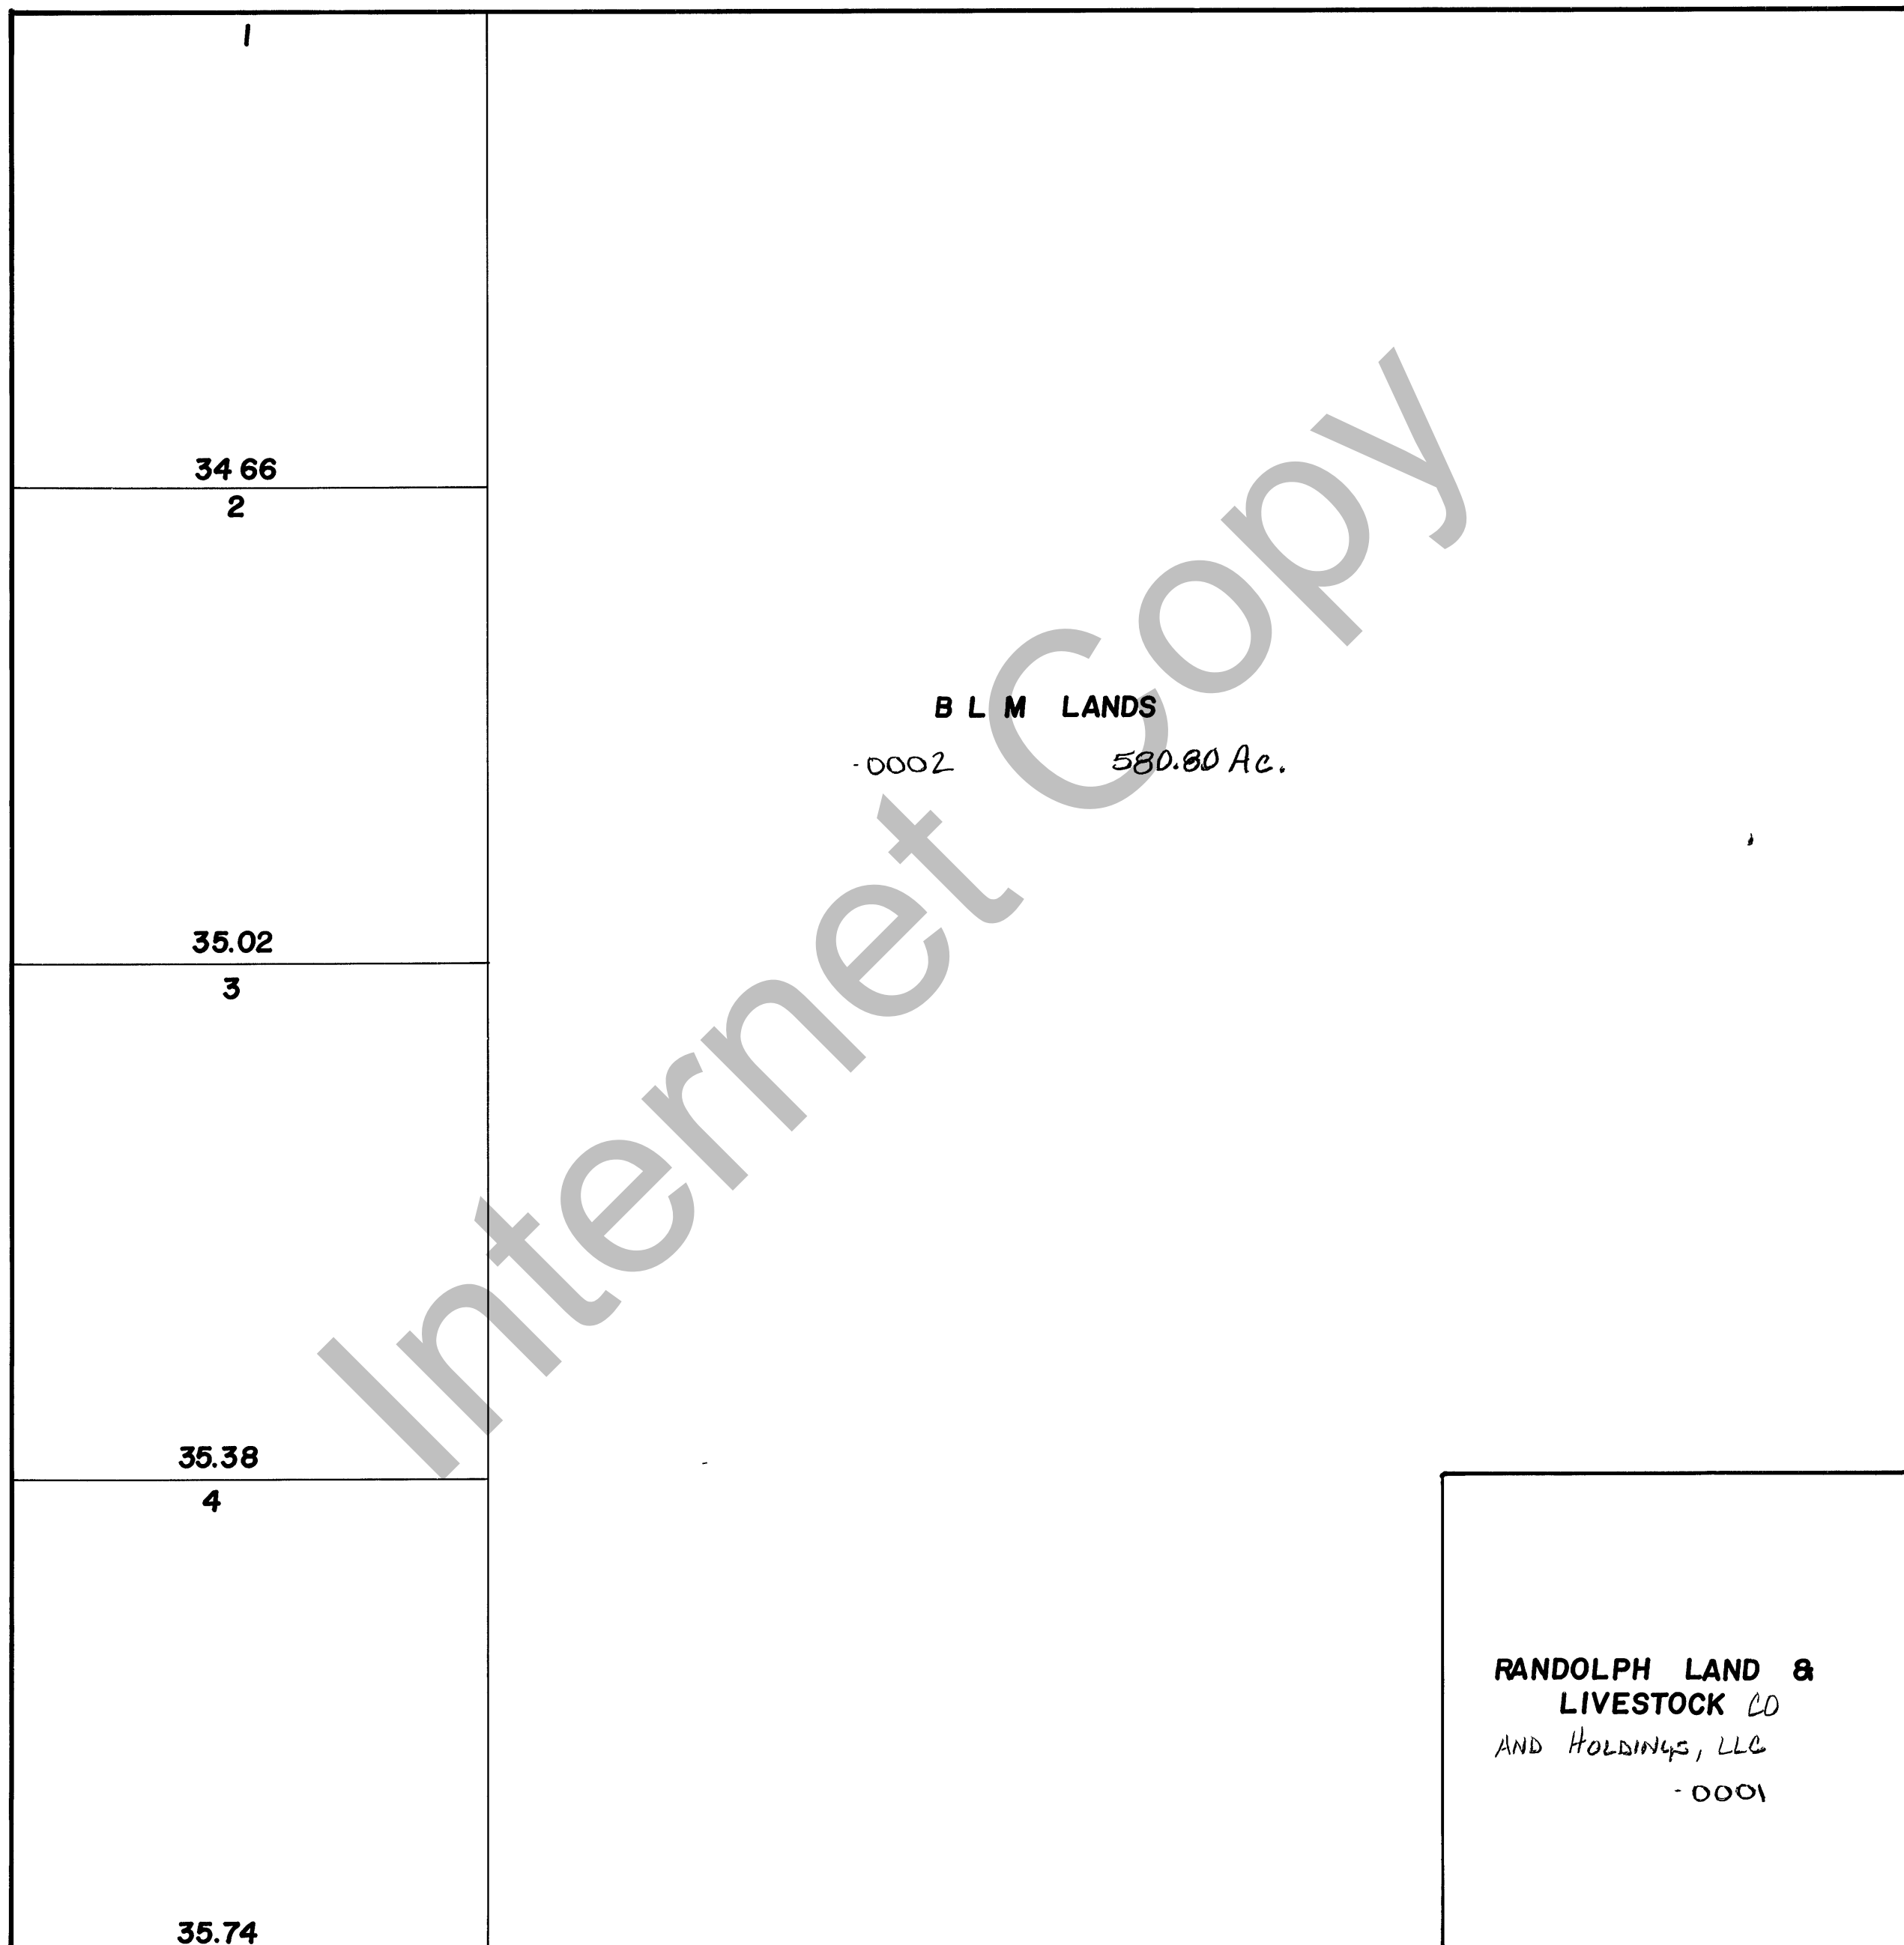 1
34 66
2
B L M LANDS
-0002 580.80 Ac.
35.02
3
35.38
4
RANDOLPH LAND &
LIVESTOCK CO
AND HOLDINGS, LLC
-0001
35.74
Internet Copy